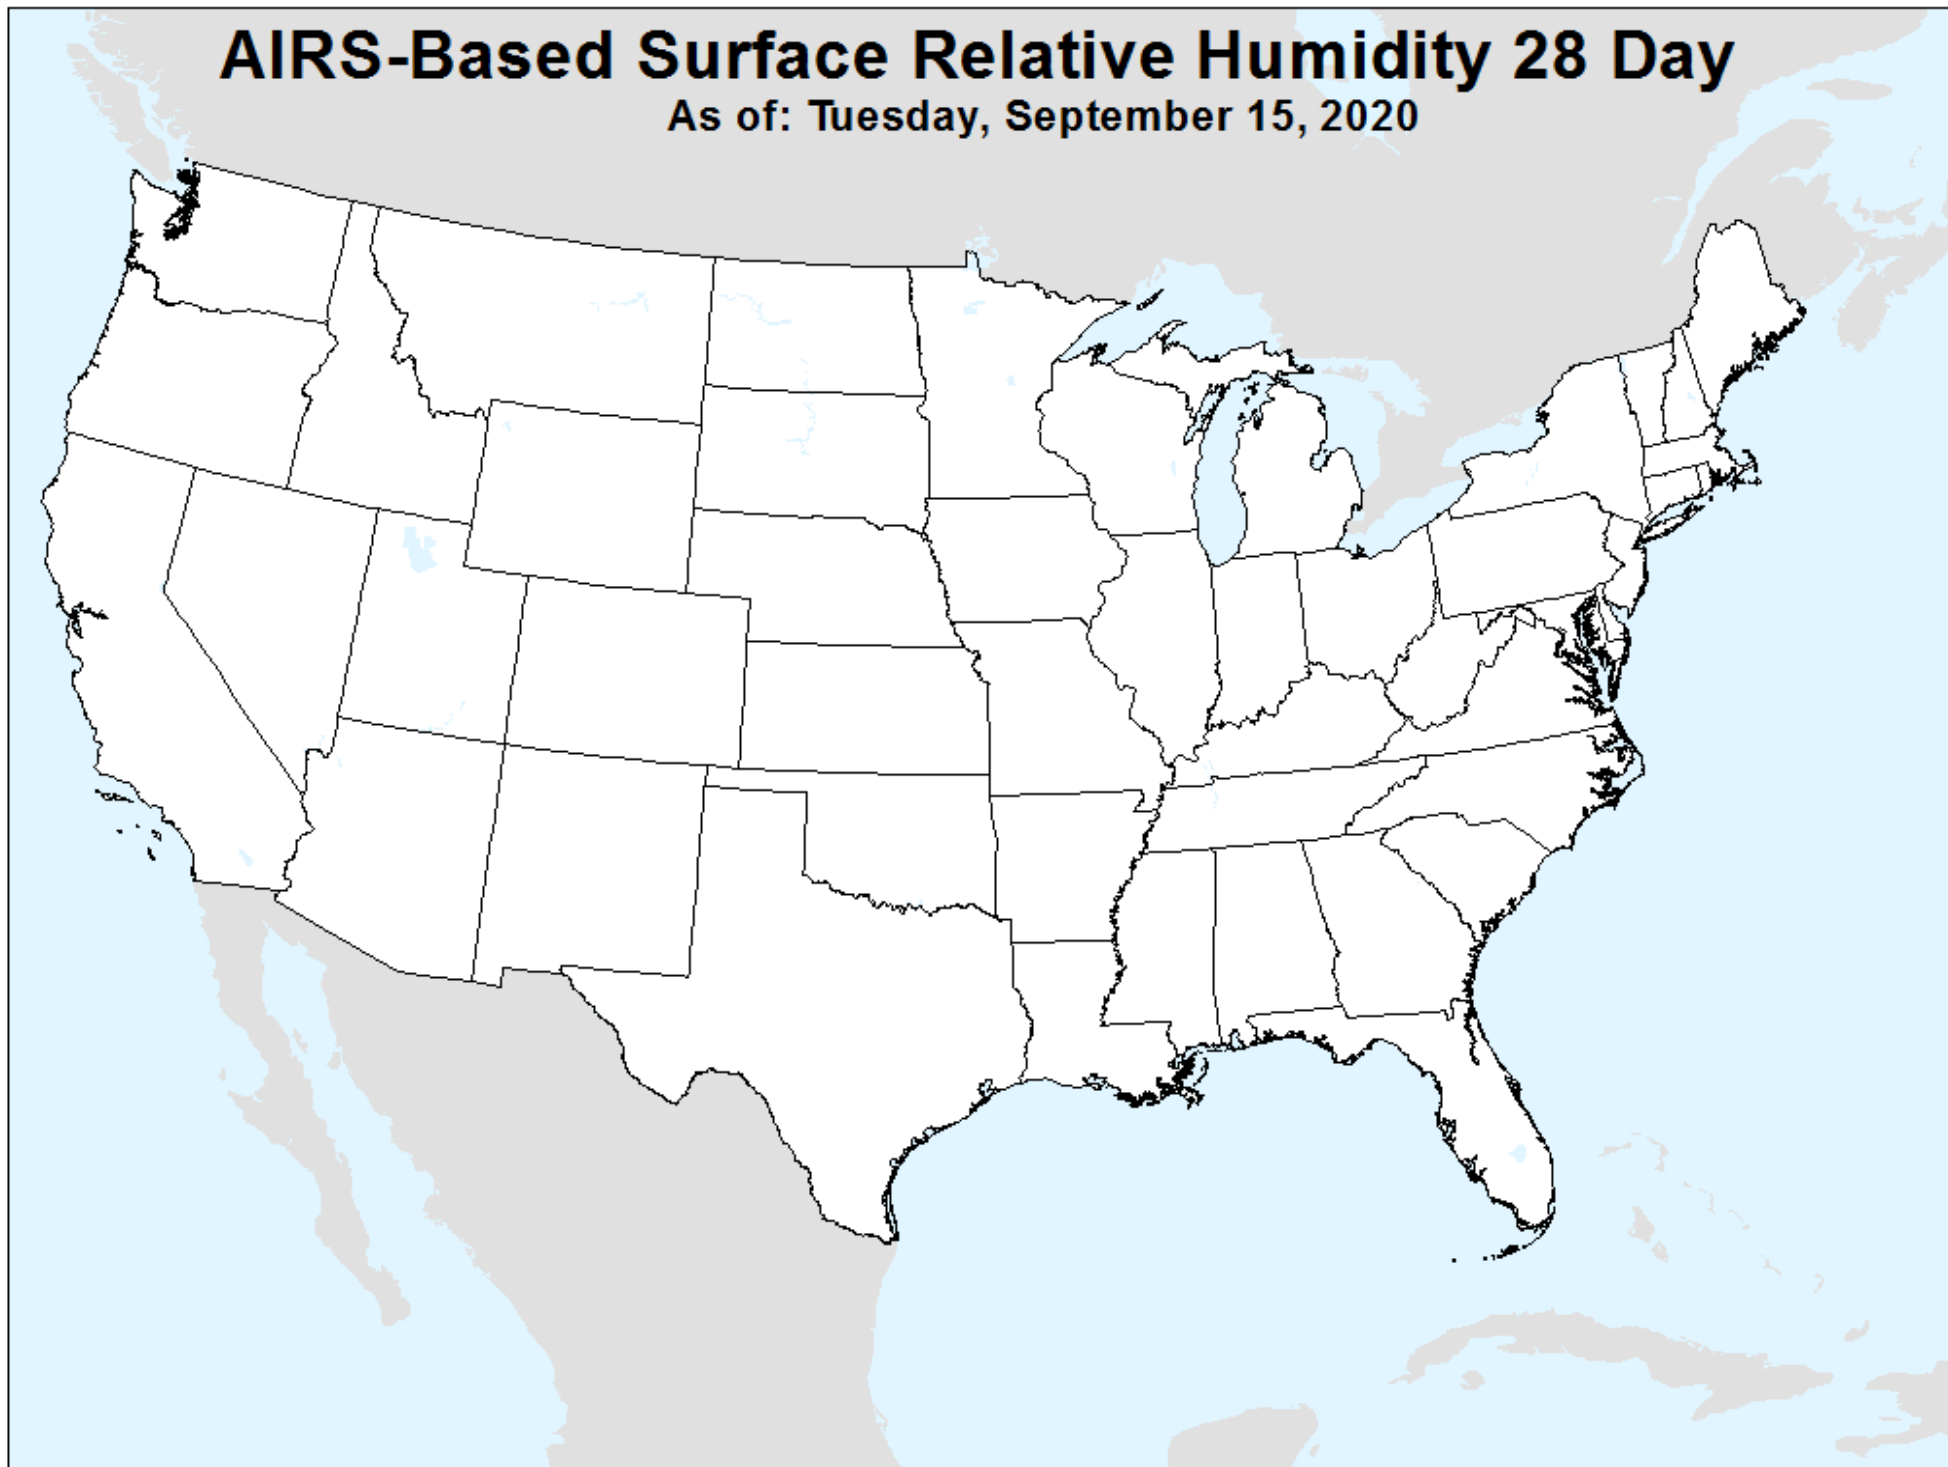 AIRS-Based Surface Relative Humidity 28 Day
As of: Tuesday, September 15, 2020